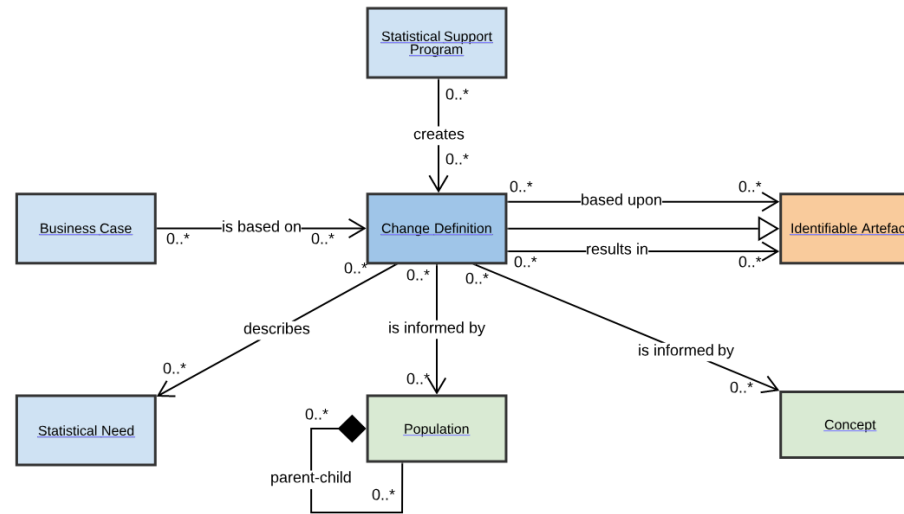 Statistical Support
Program
0..*
creates
0..*
Business Case
0..*
is based on
0..*
Change Definition
0..*
based upon
0..*
0..*
results in
0..*
Identifiable Artefac
0..*
describes
0..*
Statistical Need
0..*
is informed by
0..*
Population
0..*
parent-child
0..*
0..*
is informed by
0..*
Concept